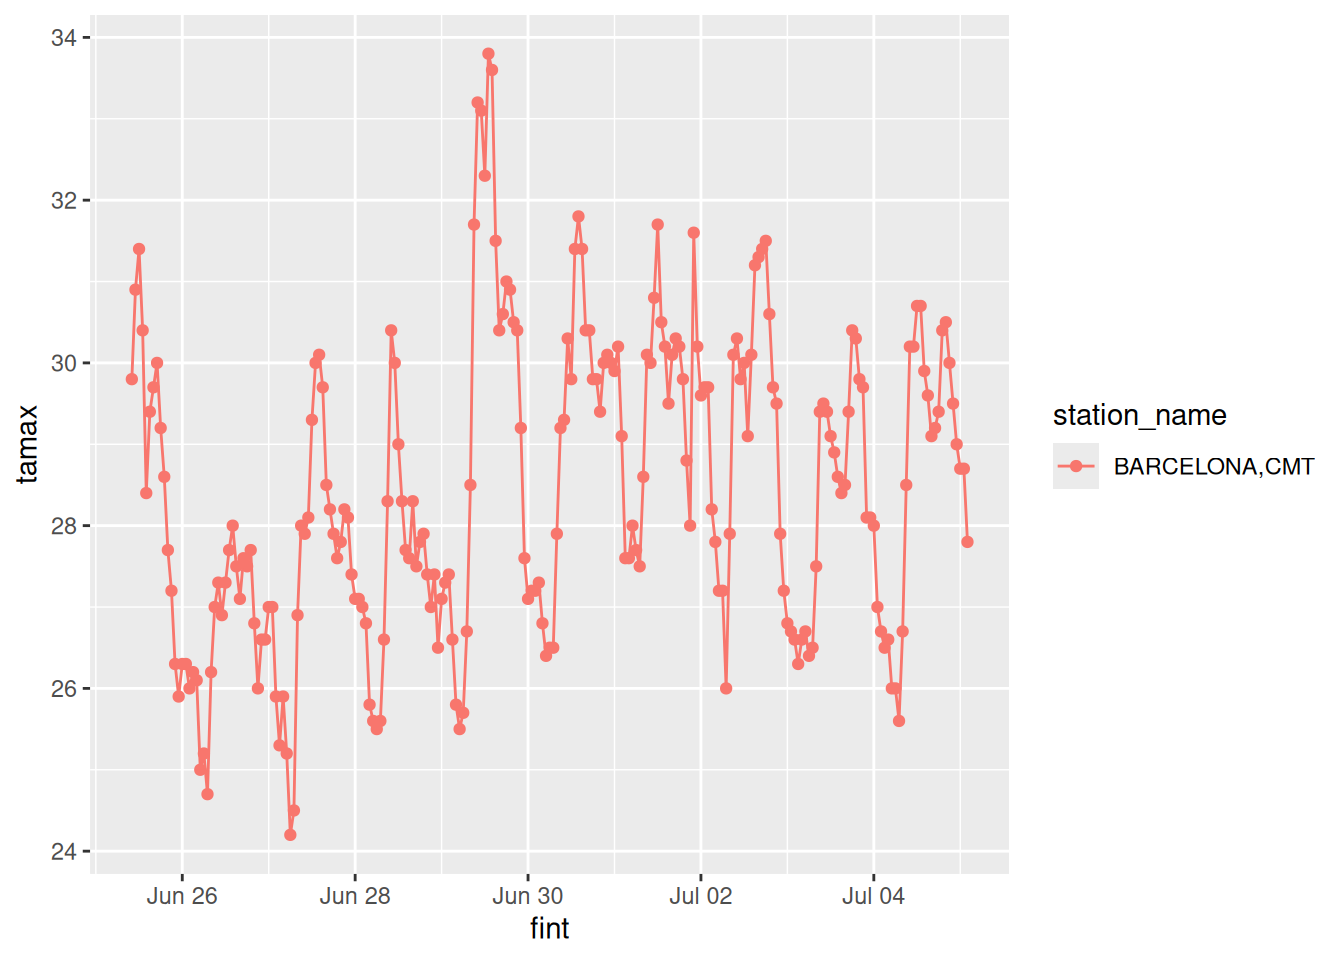 34
32
30
28
26
24
tamax
Jun 26
Jun 28
Jun 30
Jul 02
Jul 04
fint
station_name
BARCELONA,CMT